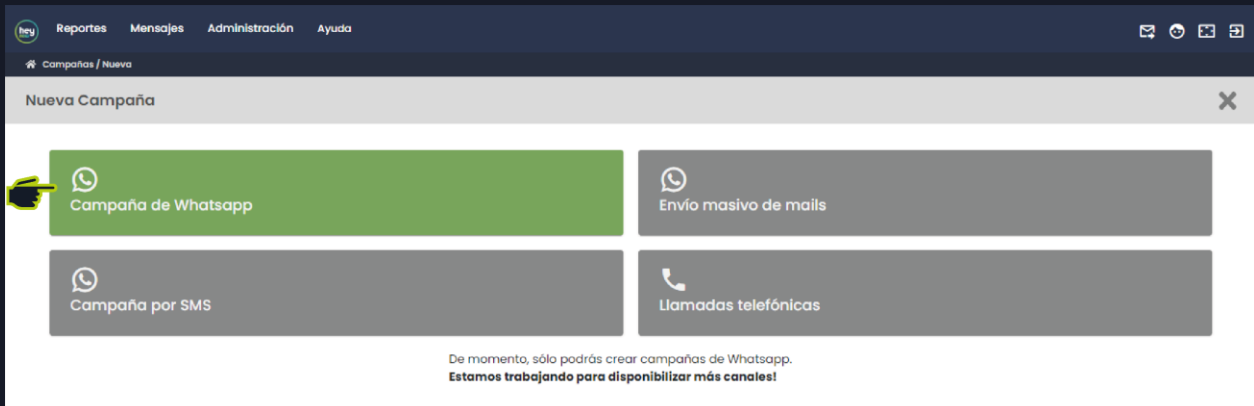 hey Reportes Mensajes Administración Ayuda
Campañas / Nueva
Nueva Campaña
Campaña de Whatsapp
Envío masivo de mails
Campaña por SMS
Llamadas telefónicas
De momento, sólo podrás crear campañas de Whatsapp.
Estamos trabajando para disponibilizar más canales!